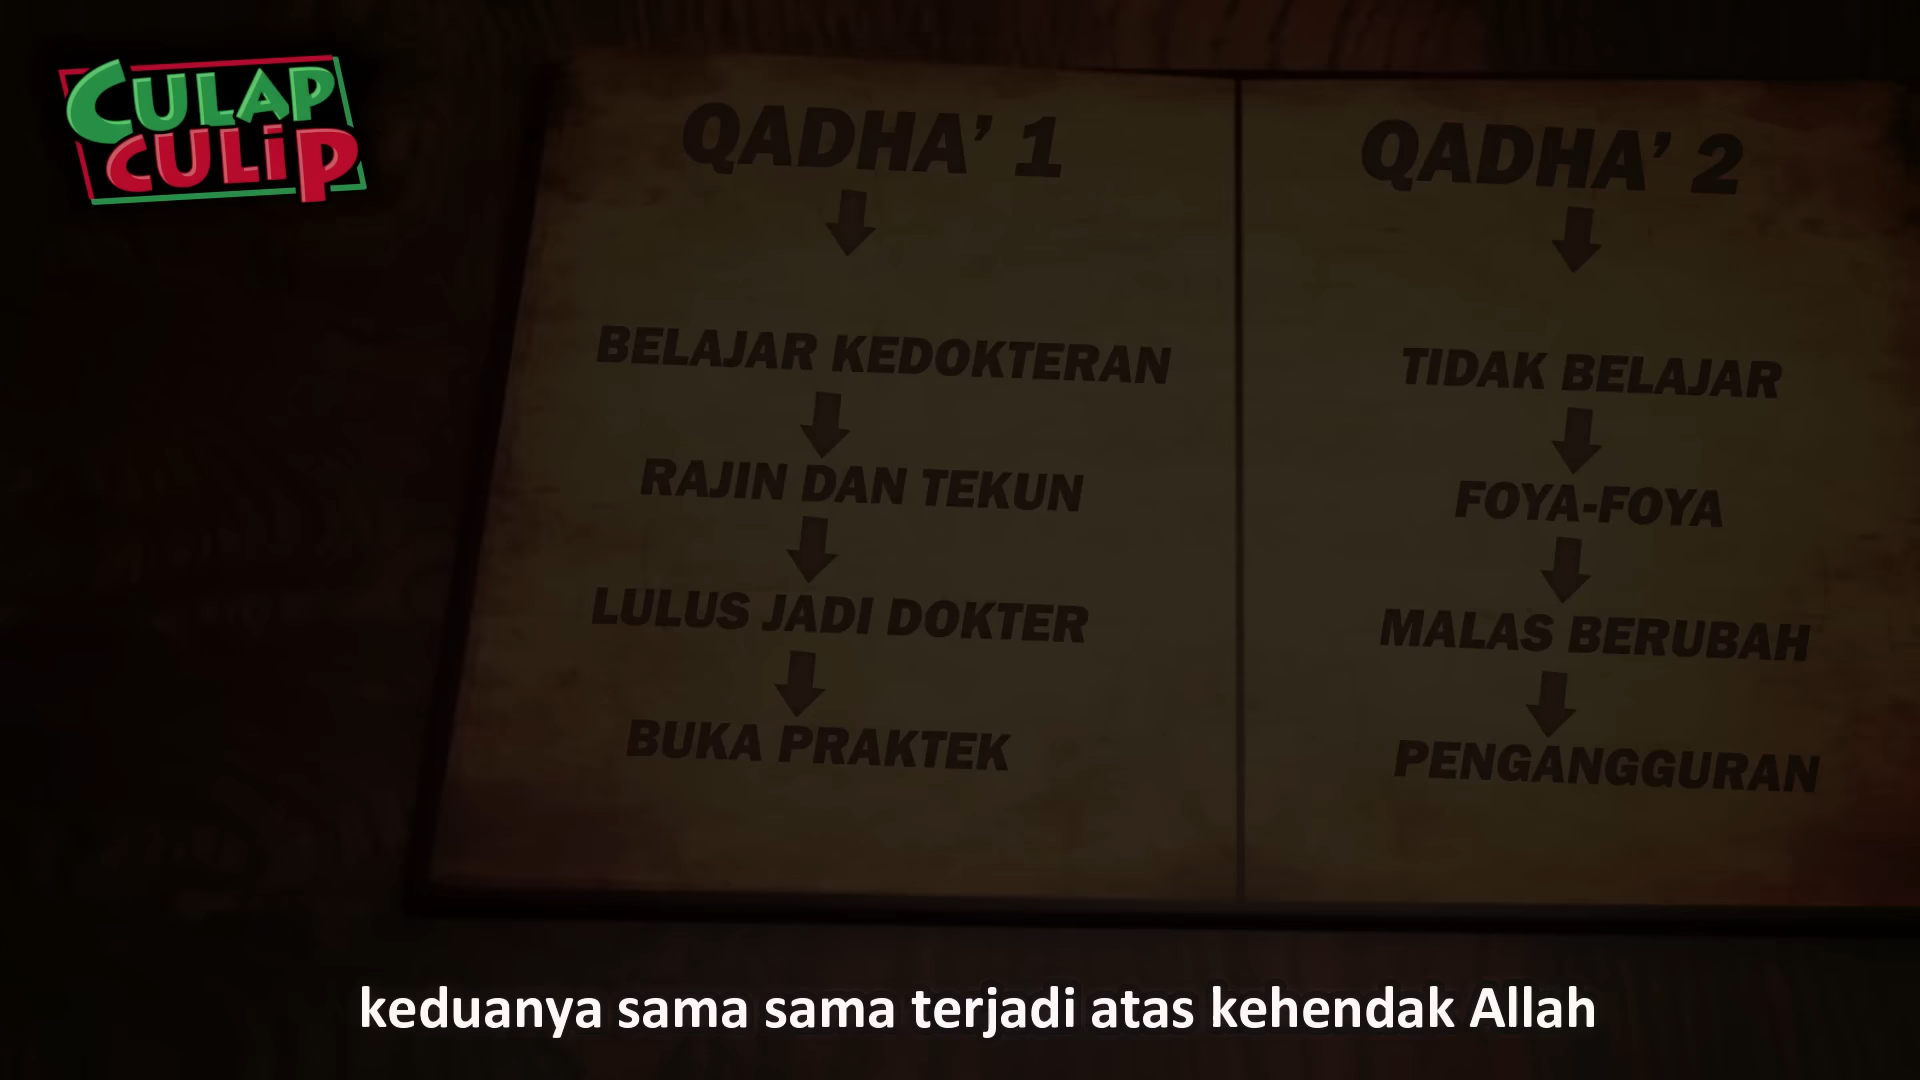 CULAP
CULiP
QADHA' 1
BELAJAR KEDOKTERAN
RAJIN DAN TEKUN
LULUS JADI DOKTER
BUKA PRAKTEK
QADHA' 2
TIDAK BELAJAR
FOYA-FOYA
MALAS BERUBAH
PENGANGGURAN
keduanya sama sama terjadi atas kehendak Allah